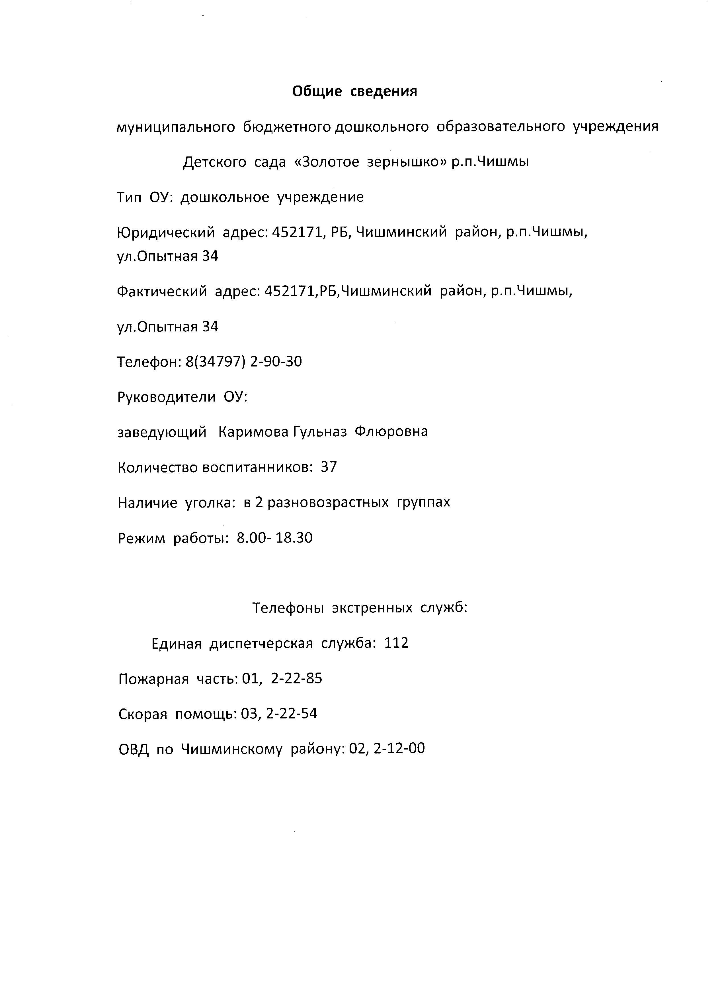 Общие сведения
муниципального бюджетного дошкольного образовательного учреждения
Детского сада «Золотое зернышко» р.п.Чишмы
Тип ОУ: дошкольное учреждение
Юридический адрес: 452171, РБ, Чишминский район, р.п.Чишмы,
ул.Опытная 34
Фактический адрес: 452171,РБ,Чишминский район, р.п.Чишмы,
ул.Опытная 34
Телефон: 8(34797) 2-90-30
Руководители ОУ:
заведующий Каримова Гульназ Флюровна
Количество воспитанников: 37
Наличие уголка: в 2 разновозрастных группах
Режим работы: 8.00- 18.30
Телефоны экстренных служб:
Единая диспетчерская служба: 112
Пожарная часть: 01, 2-22-85
Скорая помощь: 03, 2-22-54
ОВД по Чишминскому району: 02, 2-12-00